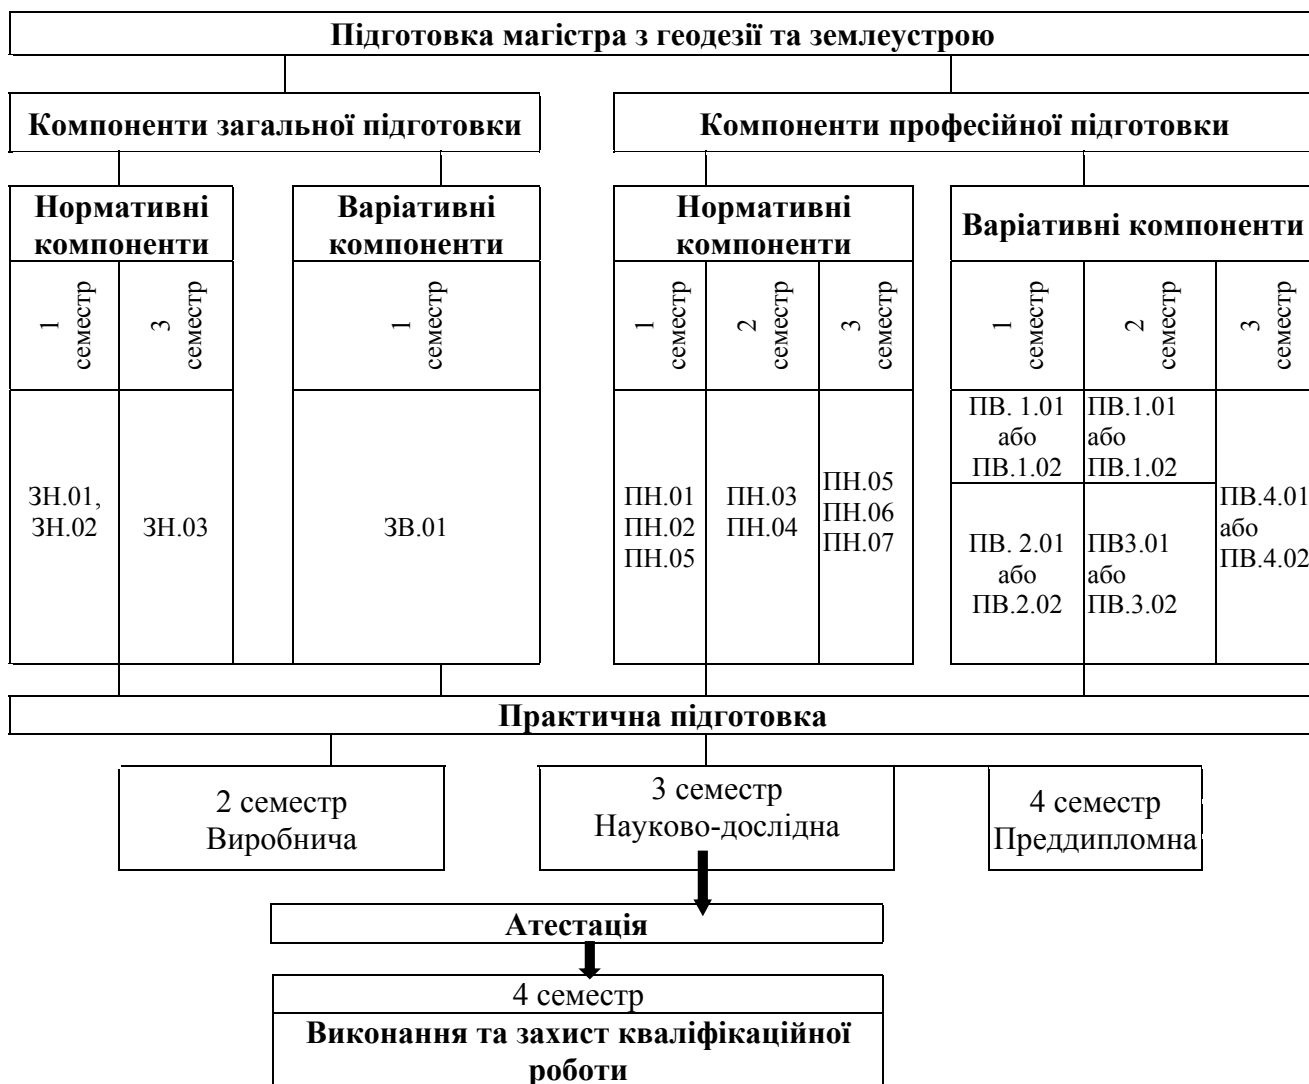 Підготовка магістра з геодезії та землеустрою
Компоненти загальної підготовки
Компоненти професійної підготовки
Нормативні
компоненти
Варіативні
компоненти
Нормативні
компоненти
Варіативні компоненти
1
семестр
3
семестр
1
семестр
1
семестр
2
семестр
3
семестр
1
семестр
2
семестр
3
семестр
ЗН.01,
ЗН.02
ЗН.03
ЗВ.01
ПН.01
ПН.02
ПН.05
ПН.03
ПН.04
ПН.05
ПН.06
ПН.07
ПВ. 1.01
або
ПВ.1.02
ПВ.1.01
або
ПВ.1.02
ПВ. 2.01
або
ПВ.2.02
ПВ3.01
або
ПВ.3.02
ПВ.4.01
або
ПВ.4.02
Практична підготовка
2 семестр
Виробнича
3 семестр
Науково-дослідна
4 семестр
Преддипломна
Атестація
4 семестр
Виконання та захист кваліфікаційної
роботи